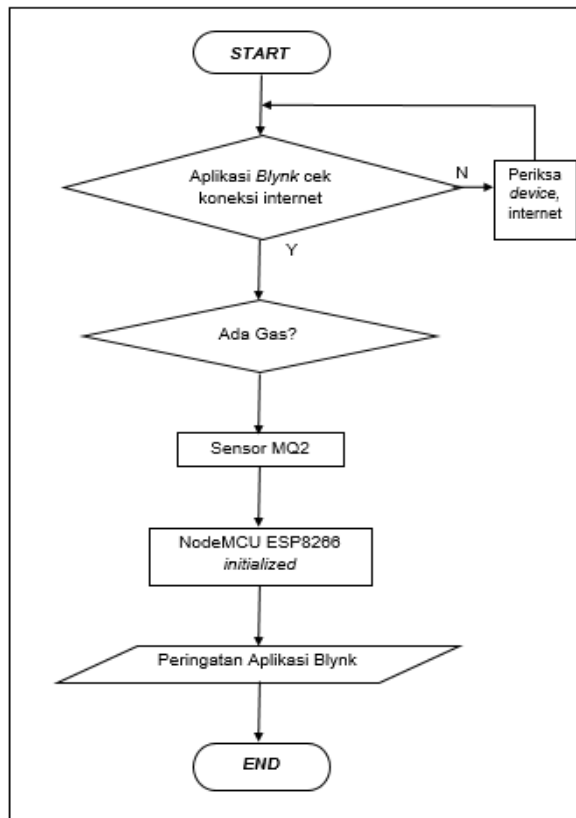 START
Aplikasi Blynk cek
koneksi internet
N
Periksa
device,
internet
Y
Ada Gas?
Sensor MQ2
NodeMCU ESP8266
initialized
Peringatan Aplikasi Blynk
END